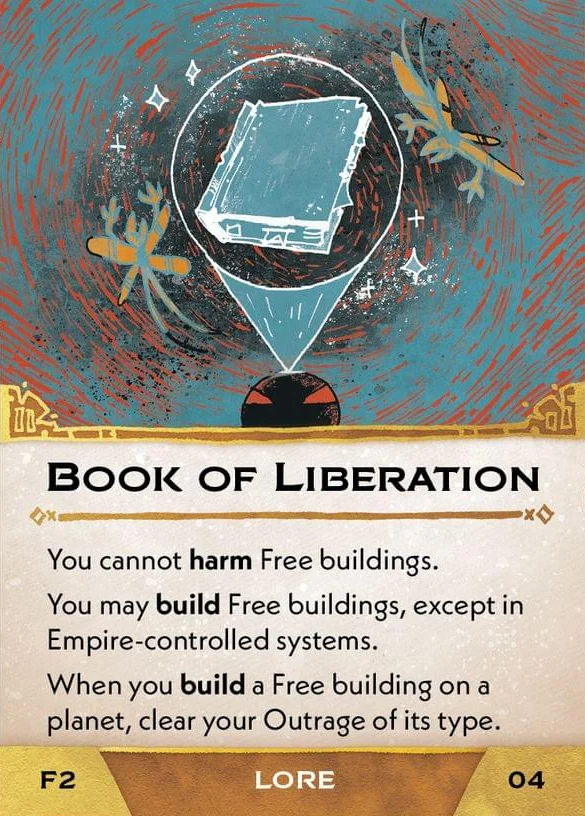 BOOK OF LIBERATION
You cannot harm Free buildings.
You may build Free buildings, except in
Empire-controlled systems.
When you build a Free building on a
planet, clear your Outrage of its type.
F2 LORE 04